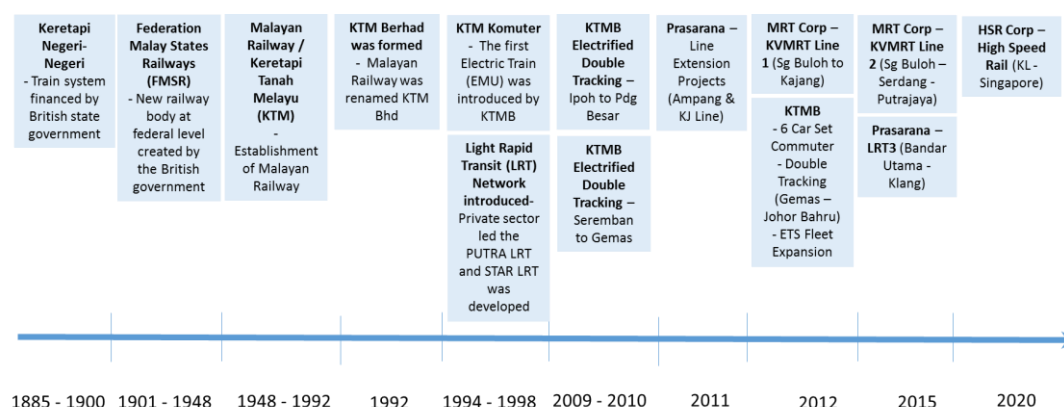 Keretapi
Negeri-
Negeri
- Train system
financed by
British state
government
Federation
Malay States
Railways
(FMSR)
- New railway
body at
federal level
created by
the British
government
Malayan
Railway /
Keretapi
Tanah
Melayu
(KTM)
-
Establishment
of Malayan
Railway
KTM Berhad
was formed
- Malayan
Railway was
renamed KTM
Bhd
KTM Komuter
- The first
Electric Train
(EMU) was
introduced by
KTMB
Light Rapid
Transit (LRT)
Network
introduced-
Private sector
led the
PUTRA LRT
and STAR LRT
was
developed
KTMB
Electrified
Double
Tracking –
Ipoh to Pdg
Besar
KTMB
Electrified
Double
Tracking –
Seremban
to Gemas
Prasarana –
Line
Extension
Projects
(Ampang &
KJ Line)
MRT Corp –
KVMRT Line
1 (Sg Buloh to
Kajang)
KTMB
- 6 Car Set
Commuter
- Double
Tracking
(Gemas –
Johor Bahru)
- ETS Fleet
Expansion
MRT Corp –
KVMRT Line
2 (Sg Buloh –
Serdang -
Putrajaya)
Prasarana –
LRT3 (Bandar
Utama -
Klang)
HSR Corp –
High Speed
Rail (KL -
Singapore)
1885 - 1900
1901 - 1948
1948 - 1992
1992
1994 - 1998
2009 - 2010
2011
2012
2015
2020